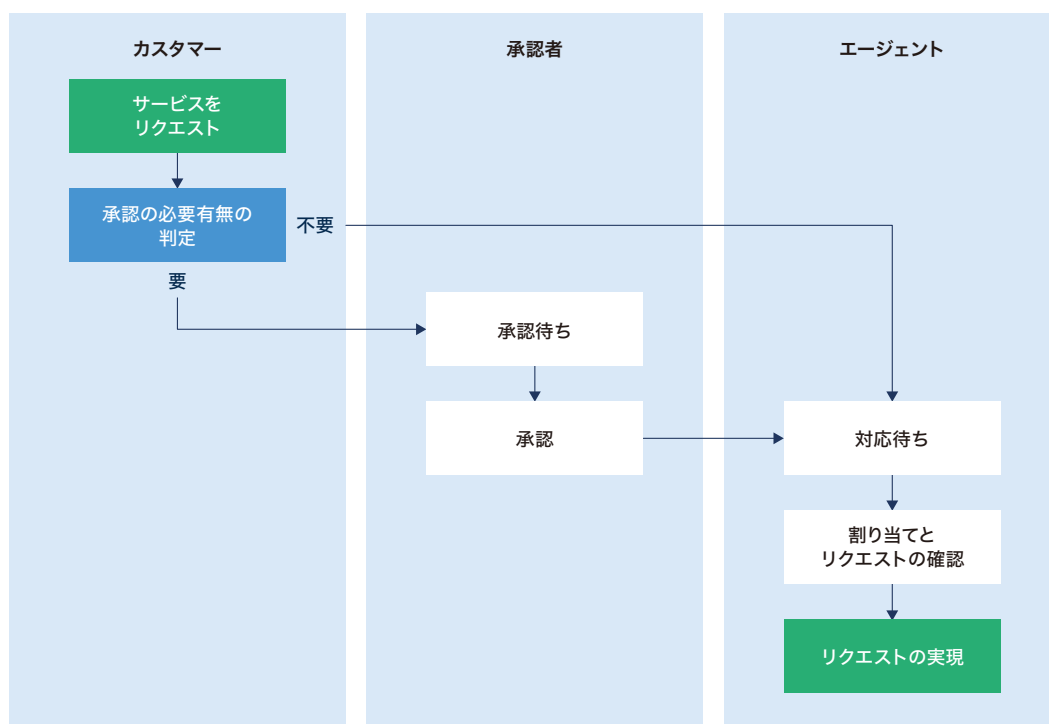 カスタマー
承認者
エージェント
サービスを
リクエスト
承認の必要有無の
判定
不要
要
承認待ち
承認
対応待ち
割り当てと
リクエストの確認
リクエストの実現